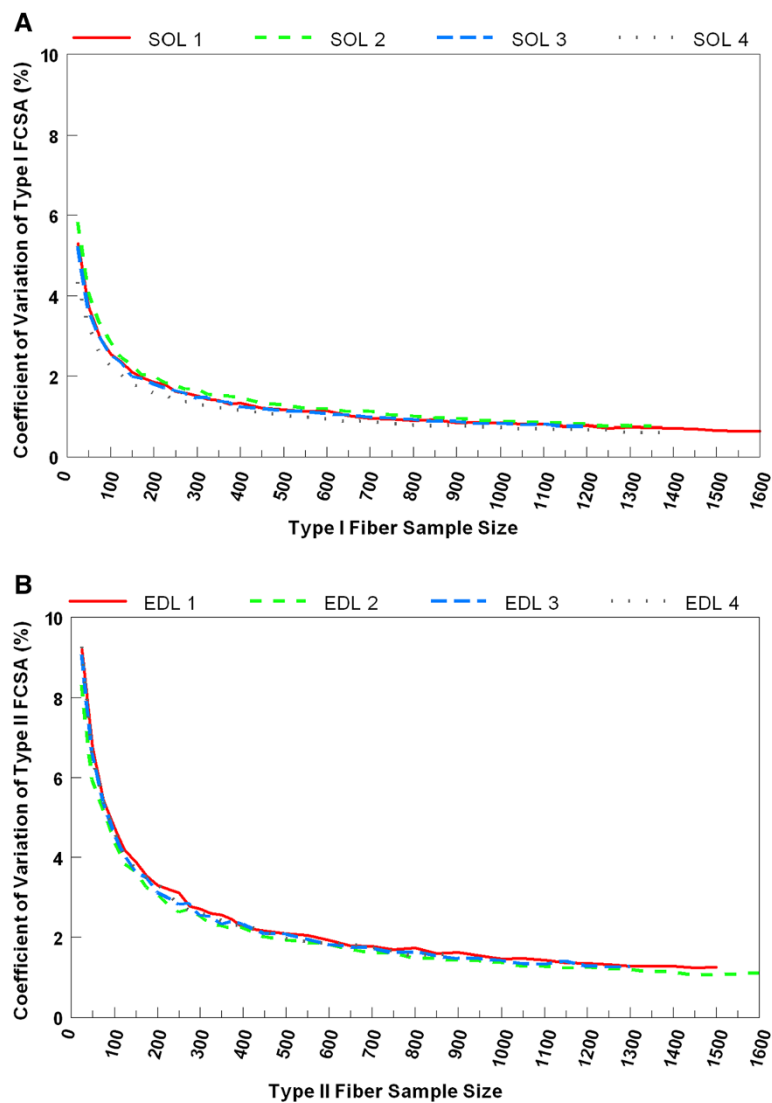 A
SOL 1 SOL 2 SOL 3 SOL 4
Coefficient of Variation of Type I FCSA (%)
10
8
6
4
2
0
0 100 200 300 400 500 600 700 800 900 1000 1100 1200 1300 1400 1500 1600
Type I Fiber Sample Size
B
EDL 1 EDL 2 EDL 3 EDL 4
Coefficient of Variation of Type II FCSA (%)
10
8
6
4
2
0
0 100 200 300 400 500 600 700 800 900 1000 1100 1200 1300 1400 1500 1600
Type II Fiber Sample Size